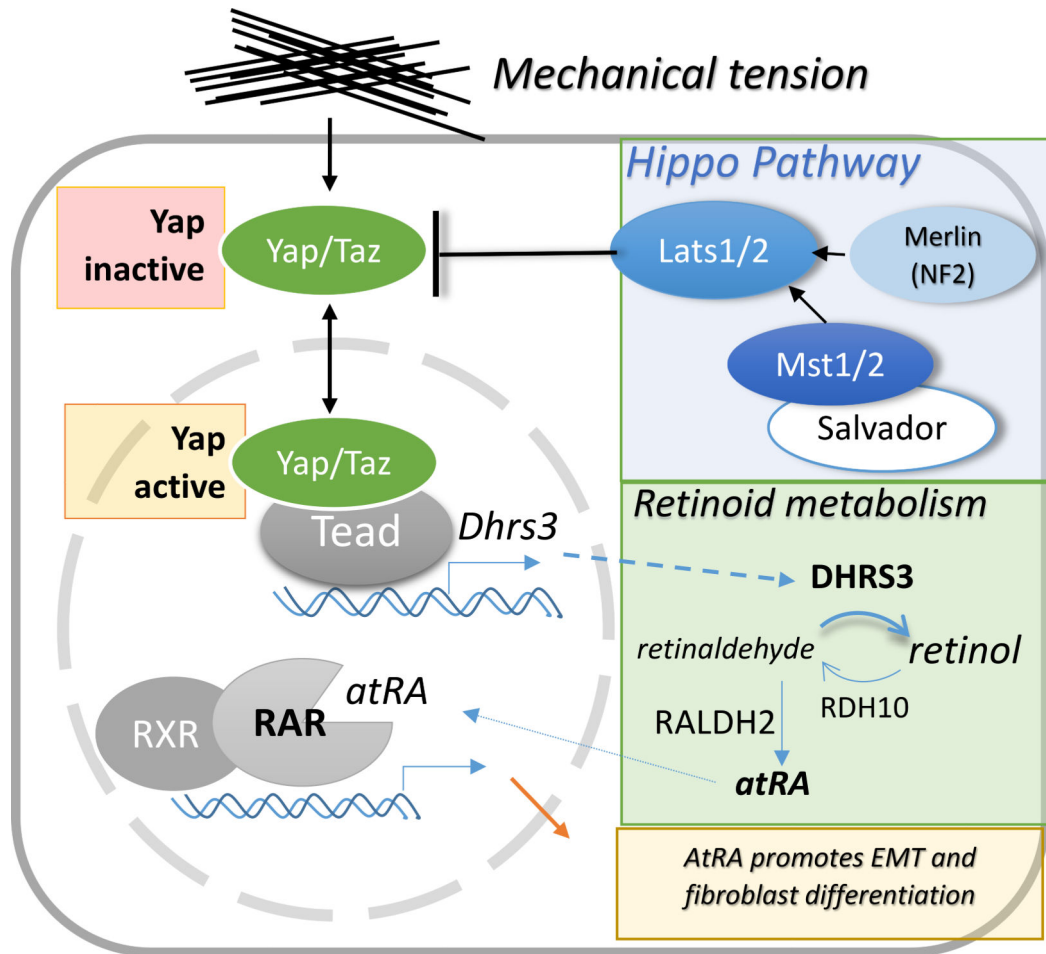 Mechanical tension
Hippo Pathway
Yap
inactive
Yap/Taz
Lats1/2
Merlin
(NF2)
Mst1/2
Salvador
Yap
active
Yap/Taz
Tead
Dhrs3
Retinoid metabolism
DHRS3
retinaldehyde
retinol
RDH10
RALDH2
atRA
RXR
RAR
atRA
AtRA promotes EMT and
fibroblast differentiation